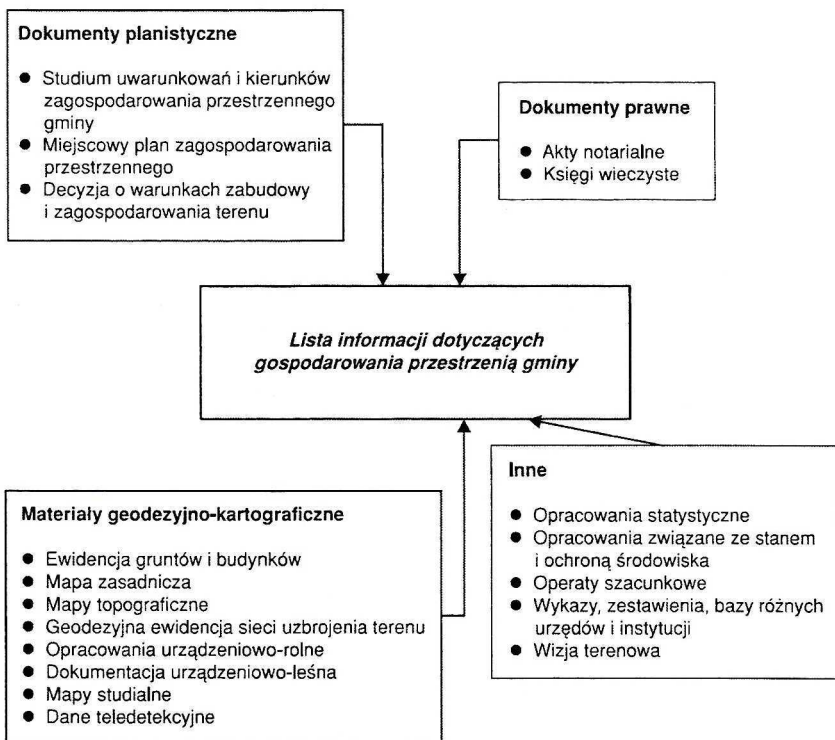 Dokumenty planistyczne
● Studium uwarunkowań i kierunków
zagospodarowania przestrzennego
gminy
● Miejscowy plan zagospodarowania
przestrzennego
● Decyzja o warunkach zabudowy
i zagospodarowania terenu
Dokumenty prawne
● Akty notarialne
● Księgi wieczyste
Lista informacji dotyczących
gospodarowania przestrzenią gminy
Materiały geodezyjno-kartograficzne
● Ewidencja gruntów i budynków
● Mapa zasadnicza
● Mapy topograficzne
● Geodezyjna ewidencja sieci uzbrojenia terenu
● Opracowania urządzeniowo-rolne
● Dokumentacja urządzeniowo-leśna
● Mapy studialne
● Dane teledetekcyjne
Inne
● Opracowania statystyczne
● Opracowania związane ze stanem
i ochroną środowiska
● Operaty szacunkowe
● Wykazy, zestawienia, bazy różnych
urzędów i instytucji
● Wizja terenowa